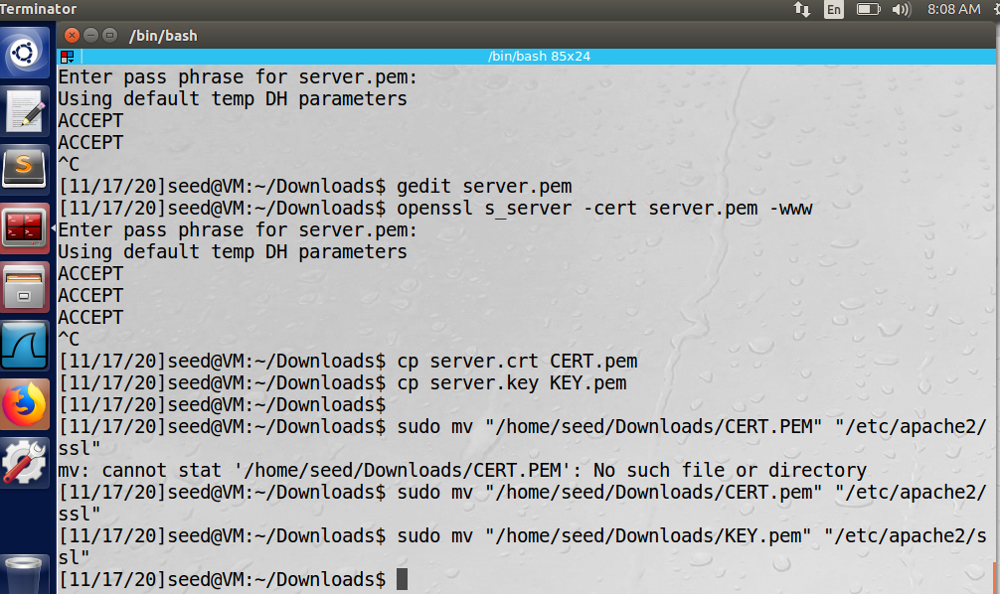 Terminator
En
8:08 AM
/bin/bash
/bin/bash 85x24
Enter pass phrase for server.pem:
Using default temp DH parameters
ACCEPT
ACCEPT
^C
[11/17/20]seed@VM:~/Downloads$ gedit server.pem
[11/17/20]seed@VM:~/Downloads$ openssl s_server -cert server.pem -www
Enter pass phrase for server.pem:
Using default temp DH parameters
ACCEPT
ACCEPT
ACCEPT
^C
[11/17/20]seed@VM:~/Downloads$ cp server.crt CERT.pem
[11/17/20]seed@VM:~/Downloads$ cp server.key KEY.pem
[11/17/20]seed@VM:~/Downloads$
[11/17/20]seed@VM:~/Downloads$ sudo mv "/home/seed/Downloads/CERT.PEM" "/etc/apache2/
ssl"
mv: cannot stat '/home/seed/Downloads/CERT.PEM': No such file or directory
[11/17/20]seed@VM:~/Downloads$ sudo mv "/home/seed/Downloads/CERT.pem" "/etc/apache2/
ssl"
[11/17/20]seed@VM:~/Downloads$ sudo mv "/home/seed/Downloads/KEY.pem" "/etc/apache2/s
sl"
[11/17/20]seed@VM:~/Downloads$